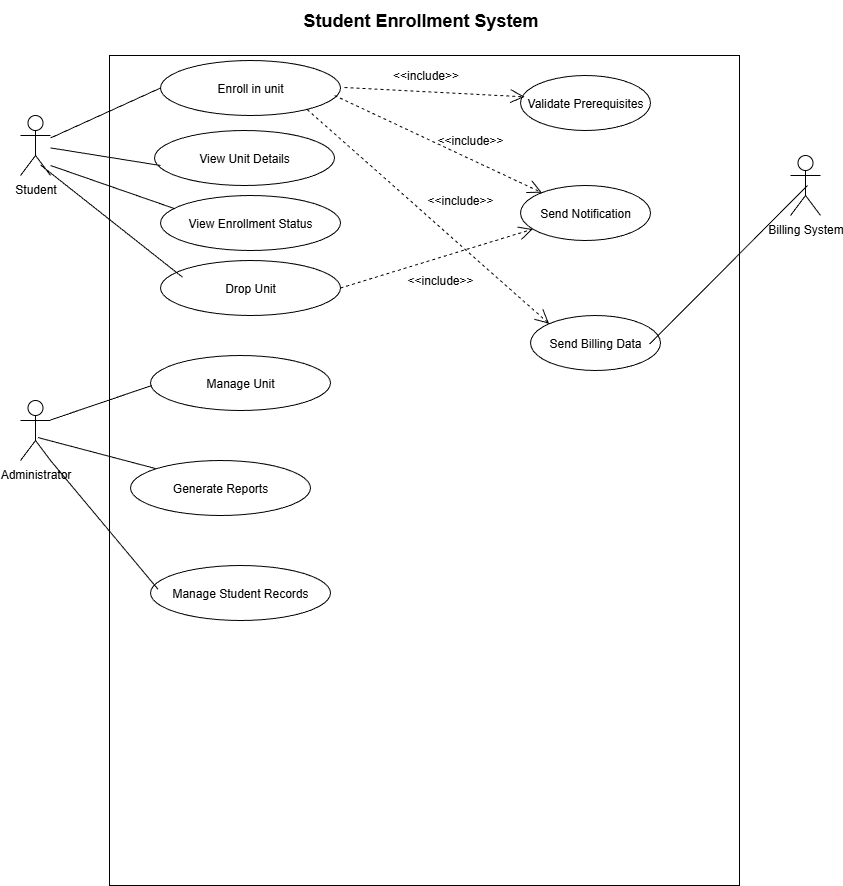 Student Enrollment System
Enroll in unit
<<include>>
Validate Prerequisites
<<include>>
View Unit Details
Student
<<include>>
Send Notification
View Enrollment Status
Billing System
Drop Unit
<<include>>
Send Billing Data
Manage Unit
Administrator
Generate Reports
Manage Student Records